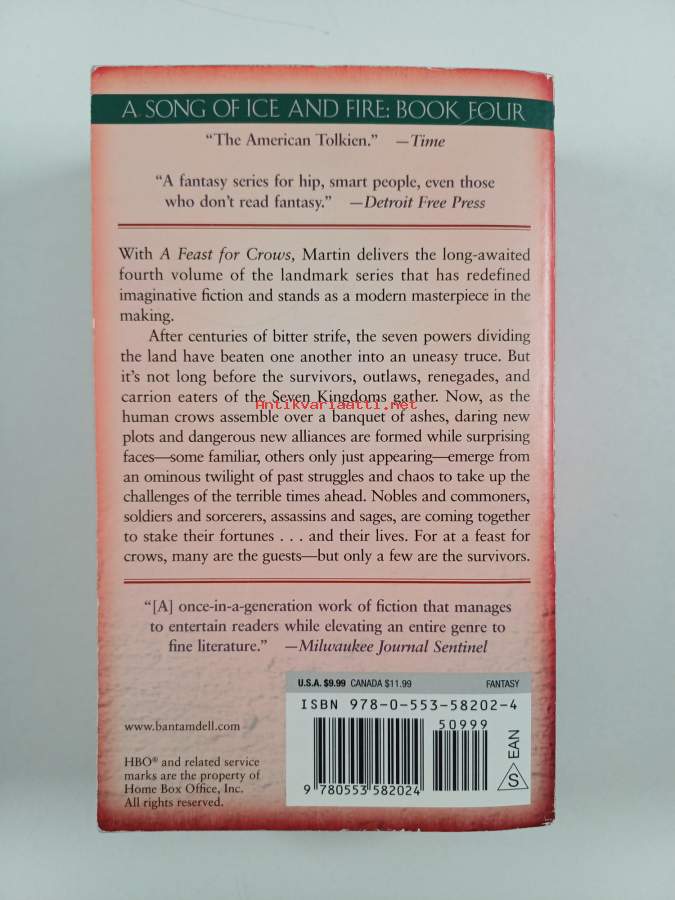 A SONG OF ICE AND FIRE: BOOK FOUR
“The American Tolkien.” —Time
“A fantasy series for hip, smart people, even those
who don’t read fantasy.” —Detroit Free Press
With A Feast for Crows, Martin delivers the long-awaited
fourth volume of the landmark series that has redefined
imaginative fiction and stands as a modern masterpiece in the
making.
After centuries of bitter strife, the seven powers dividing
the land have beaten one another into an uneasy truce. But
it’s not long before the survivors, outlaws, renegades, and
carrion eaters of the Seven Kingdoms gather. Now, as the
Antikvariaatti.net
human crows assemble over a banquet of ashes, daring new
plots and dangerous new alliances are formed while surprising
faces—some familiar, others only just appearing—emerge from
an ominous twilight of past struggles and chaos to take up the
challenges of the terrible times ahead. Nobles and commoners,
soldiers and sorcerers, assassins and sages, are coming together
to stake their fortunes . . . and their lives. For at a feast for
crows, many are the guests—but only a few are the survivors.
“[A] once-in-a-generation work of fiction that manages
to entertain readers while elevating an entire genre to
fine literature.” —Milwaukee Journal Sentinel
U.S.A. $9.99 CANADA $11.99 FANTASY
ISBN 978-0-553-58202-4
50999
9 780553 582024
S EAN
www.bantamdell.com
HBO® and related service
marks are the property of
Home Box Office, Inc.
All rights reserved.